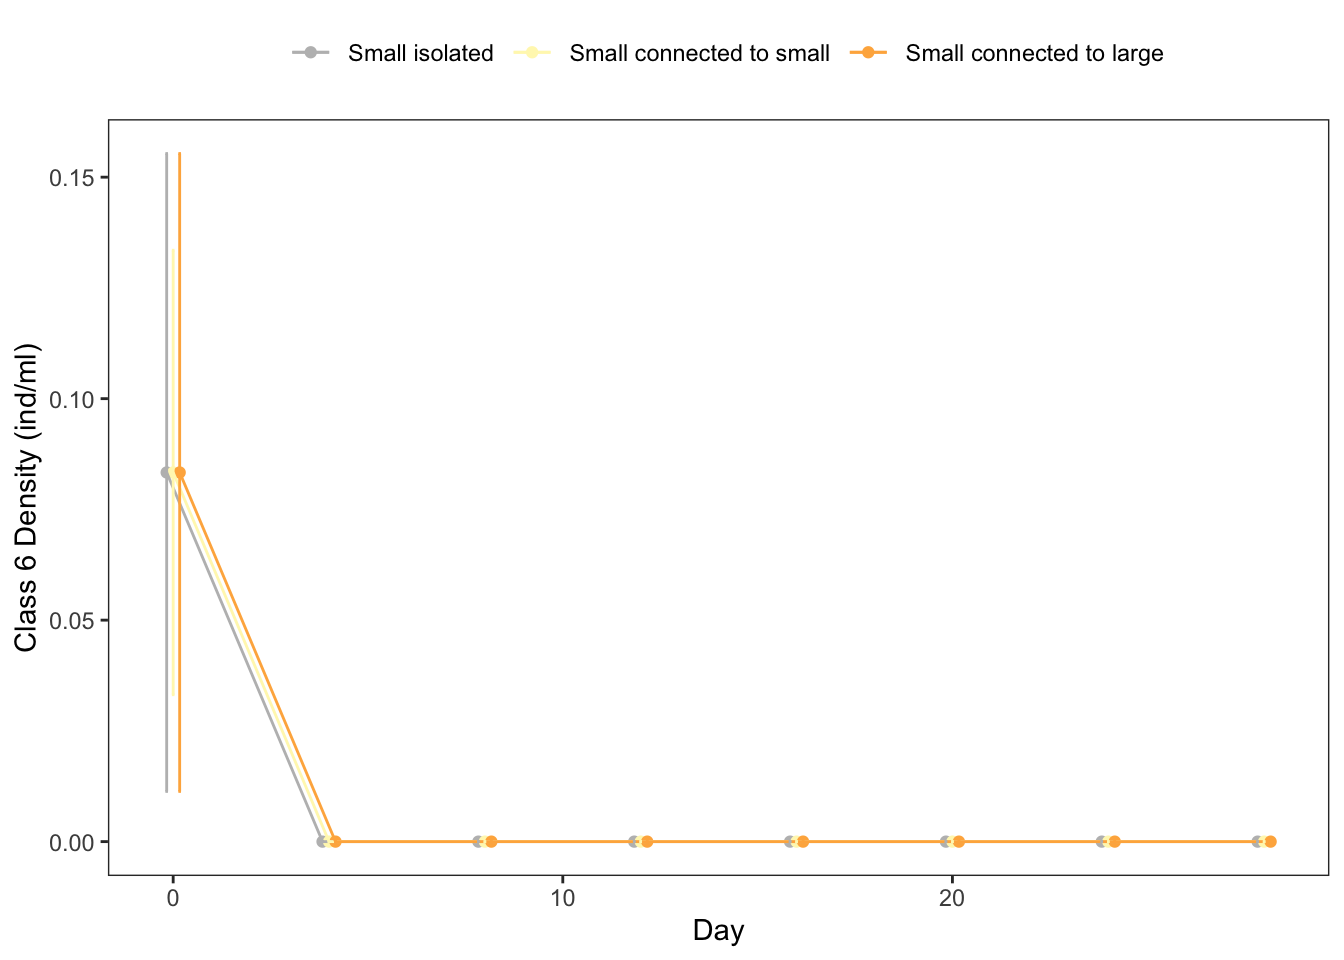 Small isolated Small connected to small Small connected to large
0.15
0.10
0.05
0.00
Class 6 Density (ind/ml)
0 10 20
Day